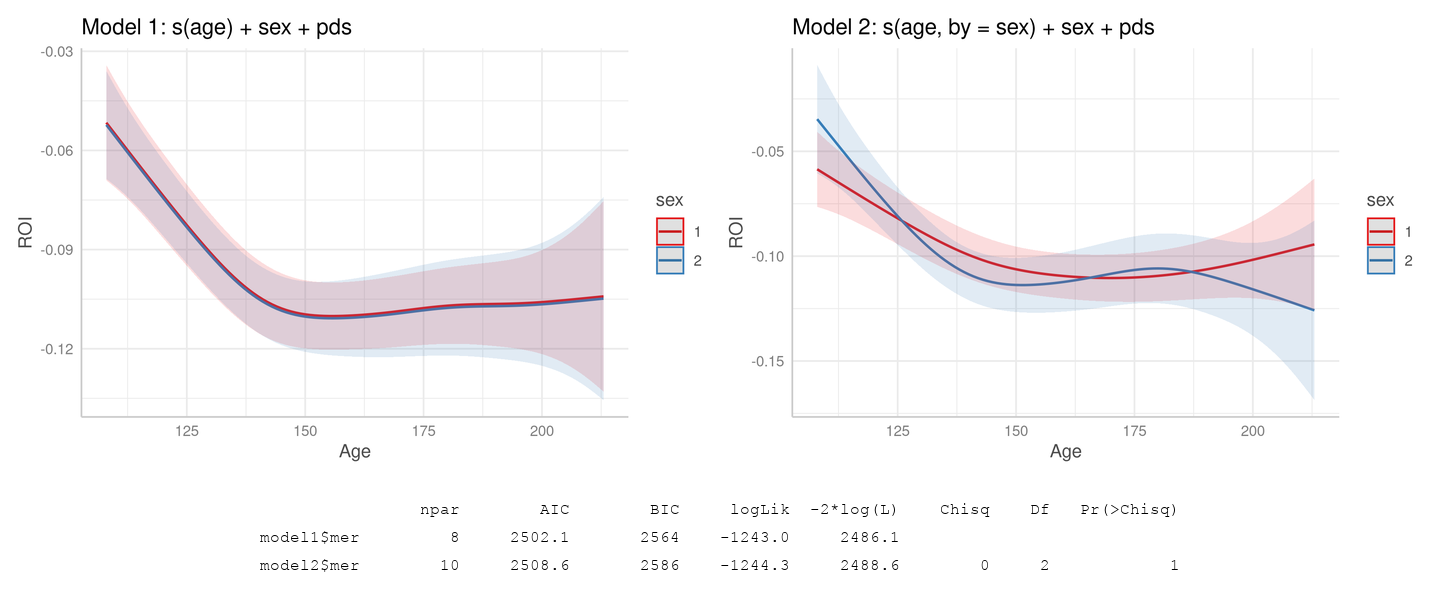 Model 1: s(age) + sex + pds
-0.03
-0.06
-0.09
-0.12
ROI
125 150 175 200
Age
sex
1
2
Model 2: s(age, by = sex) + sex + pds
-0.05
-0.10
-0.15
ROI
125 150 175 200
Age
sex
1
2
npar AIC BIC logLik -2*log(L) Chisq Df Pr(>Chisq)
model1$mer 8 2502.1 2564 -1243.0 2486.1
model2$mer 10 2508.6 2586 -1244.3 2488.6 0 2 1